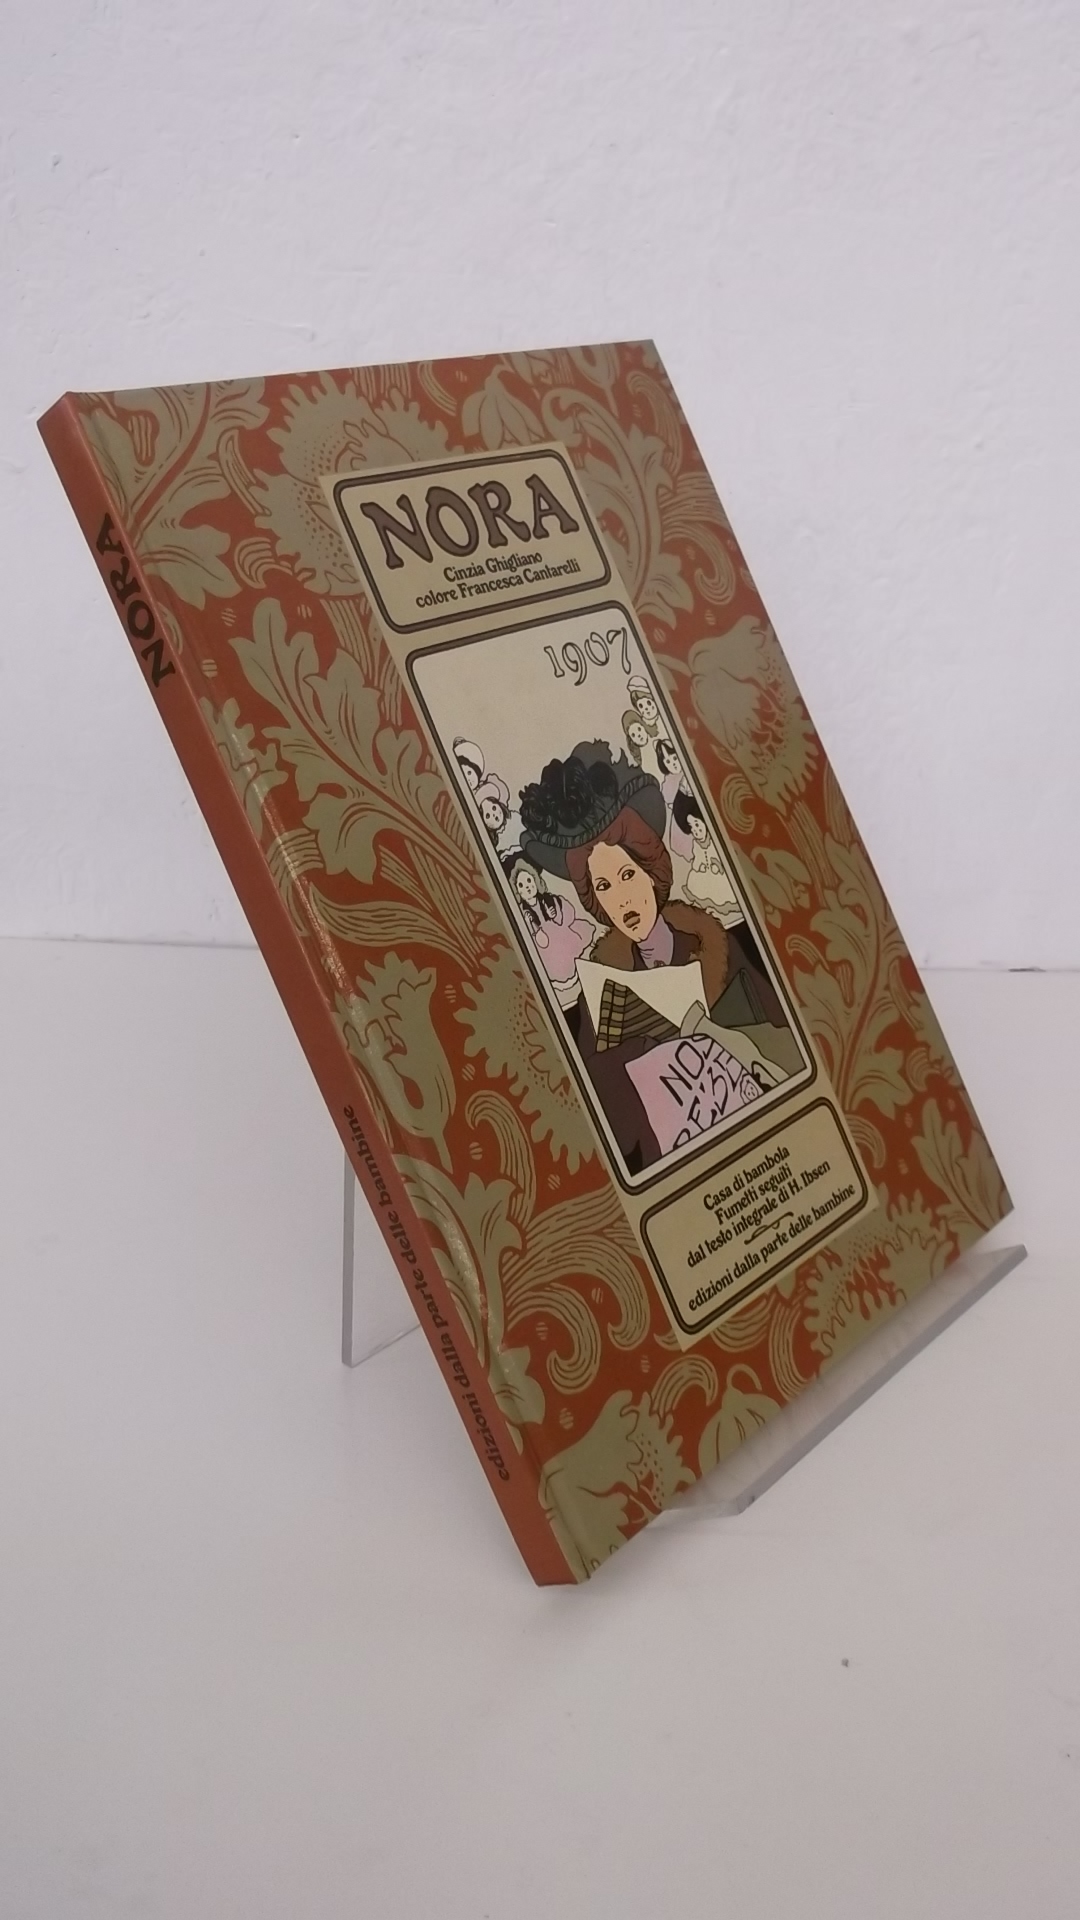 NORA
Cinzia Ghigliano
colore Francesca Cantarelli
1907
Casa di bambola
Fumetti seguiti
dal testo integrale di H. Ibsen
edizioni dalla parte delle bambine
NORA
edizioni dalla parte delle bambine